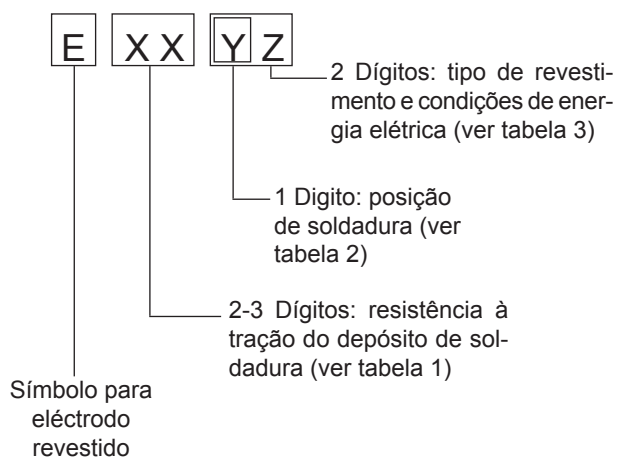 E XX YZ
2 Dígitos: tipo de revesti-
mento e condições de ener-
gia elétrica (ver tabela 3)
1 Digito: posição
de soldadura (ver
tabela 2)
2-3 Dígitos: resistência à
tração do depósito de sol-
dadura (ver tabela 1)
Símbolo para
eléctrodo
revestido